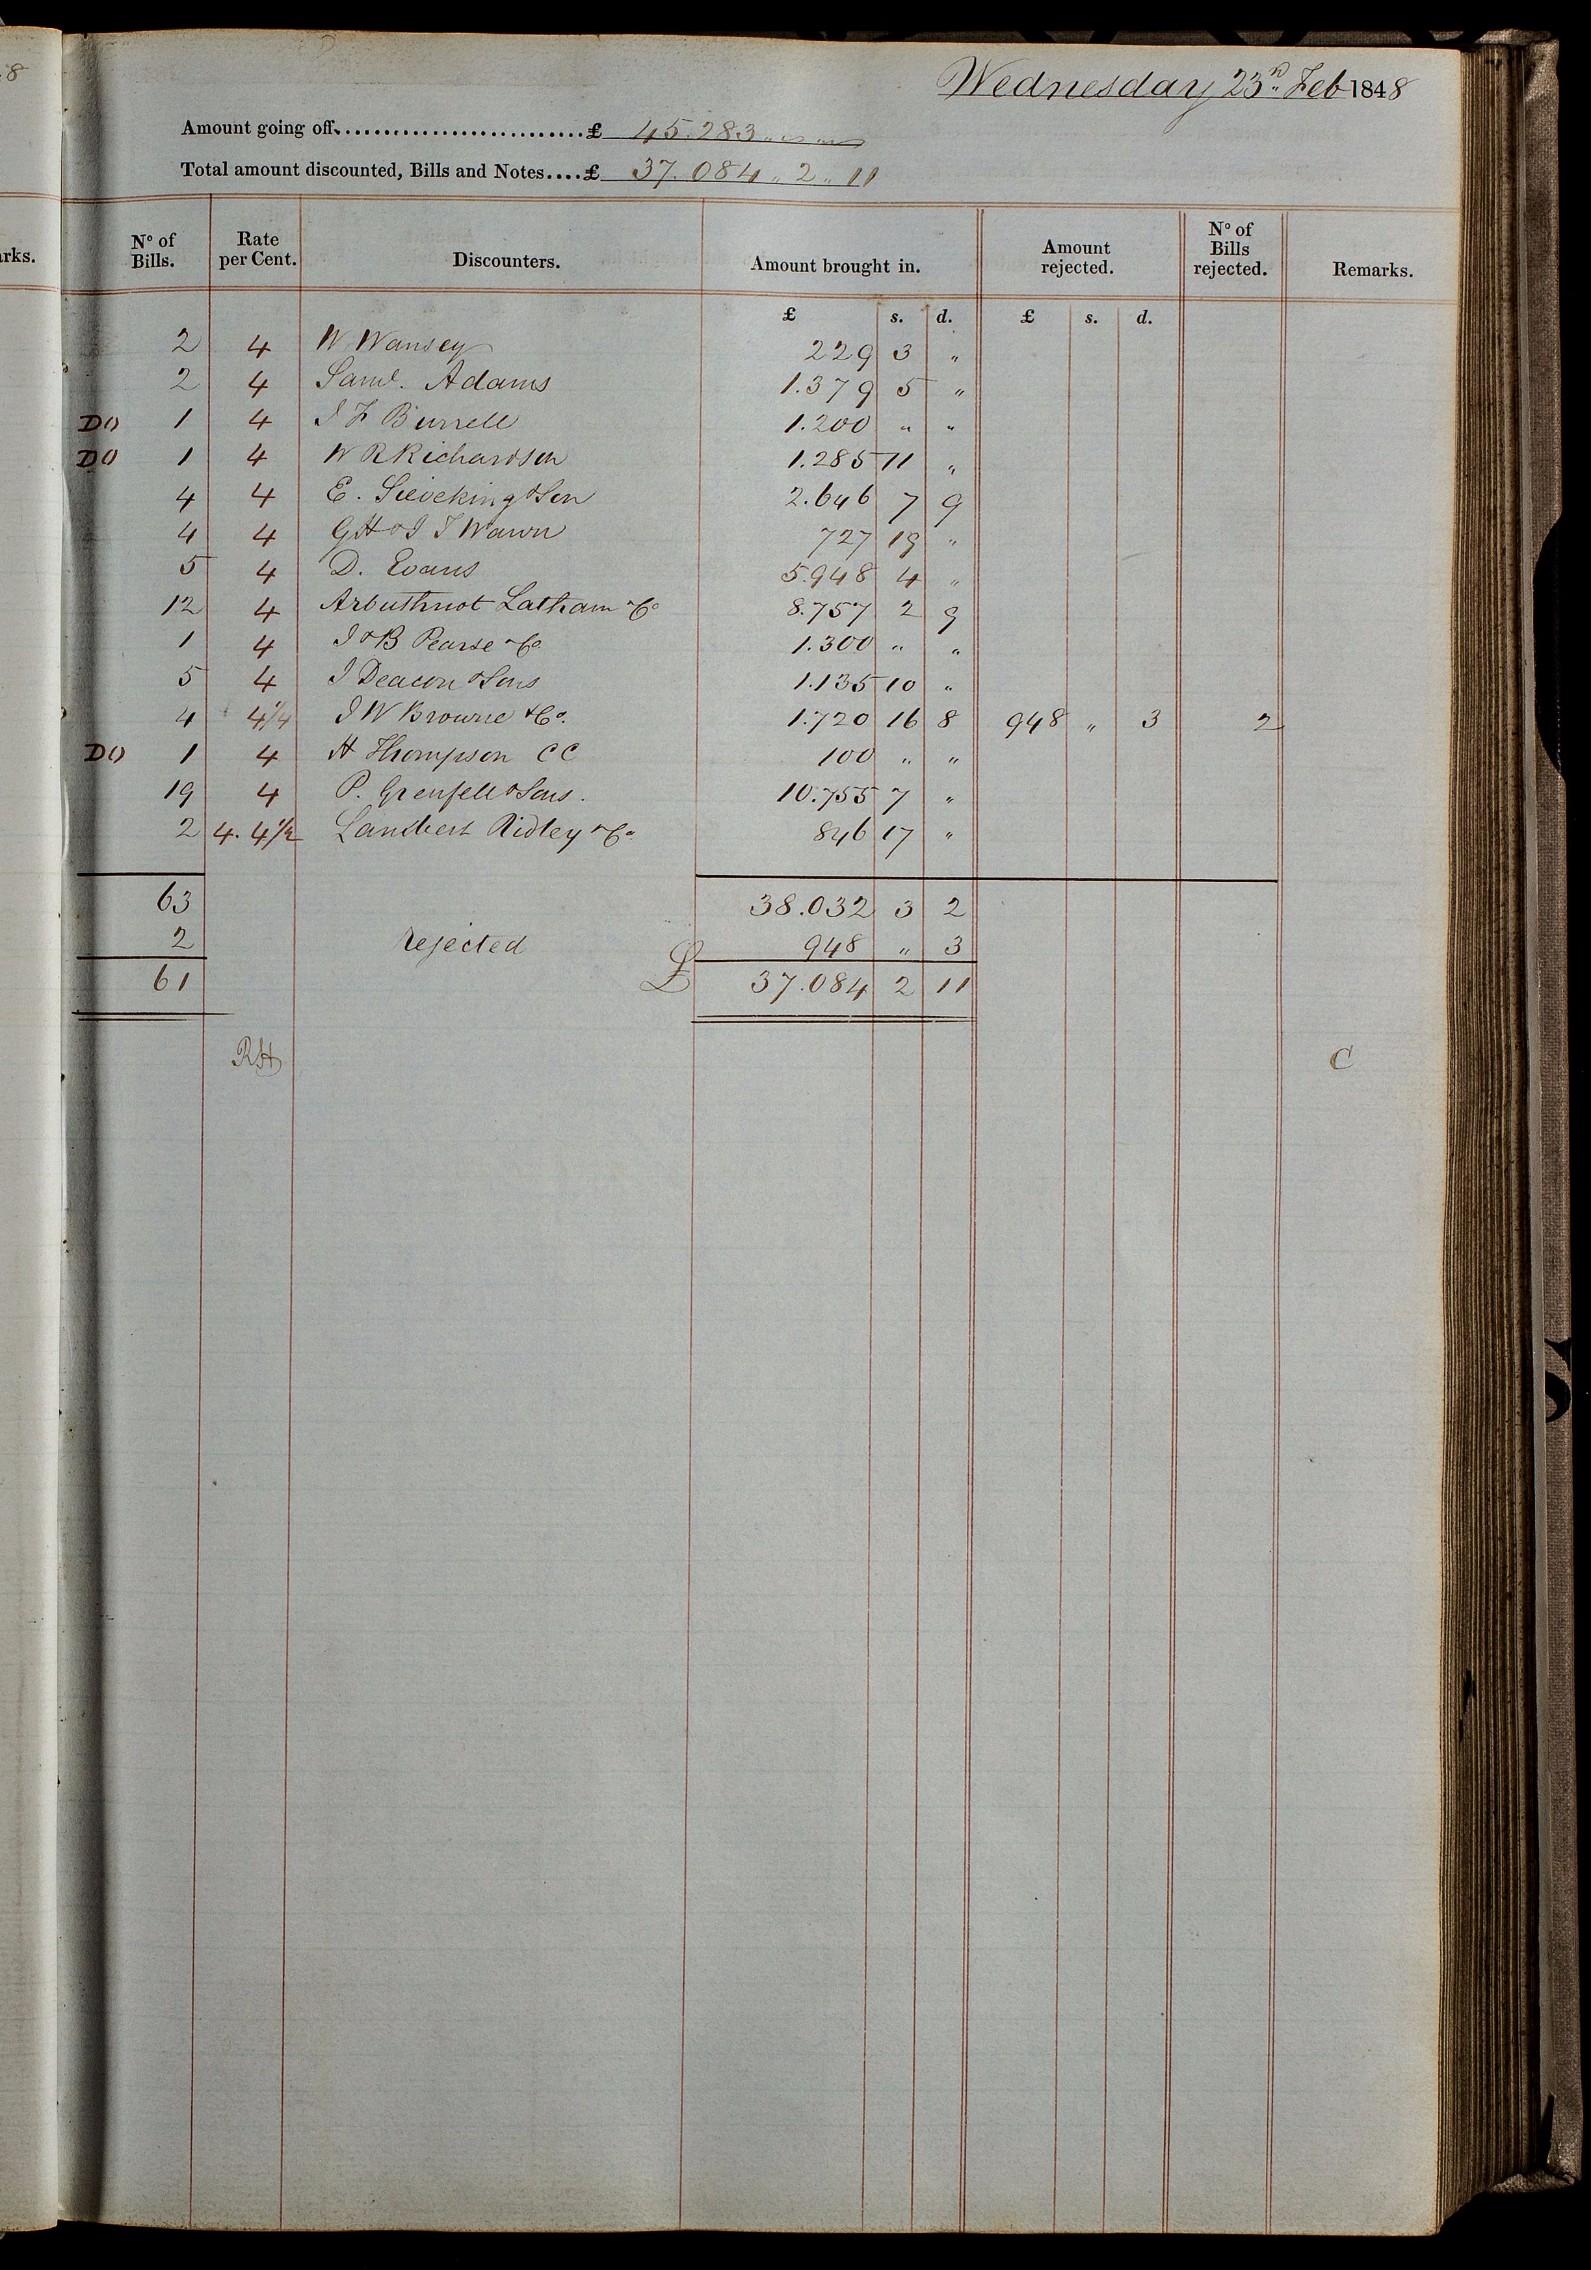 8
Wednesday 23rd Feb 1848
Amount going off.........................£ 45.283 " " "
Total amount discounted, Bills and Notes....£ 37.084 " 2 " 11
arks.
No of Bills. Rate per Cent. Discounters. Amount brought in. Amount rejected. No of Bills rejected. Remarks.
£ s. d. £ s. d.
2 4 W Wansey 229 3 "
2 4 Saml. Adams 1.379 5 "
DO 1 4 J F Burrell 1.200 " "
DO 1 4 W R Richardson 1.285 11 "
4 4 E. Sieveking & Son 2.646 7 9
4 4 GH & J T Wawn 727 19 "
5 4 D. Evans 5.948 4 "
12 4 Arbuthnot Latham & Co 8.757 2 9
1 4 J & B Pearse & Co 1.300 " "
5 4 J Deacon & Sons 1.135 10 "
4 4 1/4 J W Browne & Co. 1.720 16 8 948 " 3 2
DO 1 4 H Thompson CC 100 " "
19 4 P. Grenfell & Sons. 10.755 7 "
2 4. 4 1/2 Lambert Ridley & Co 846 17 "
63 38.032 3 2
2 rejected 948 " 3
61 £ 37.084 2 11
RH C